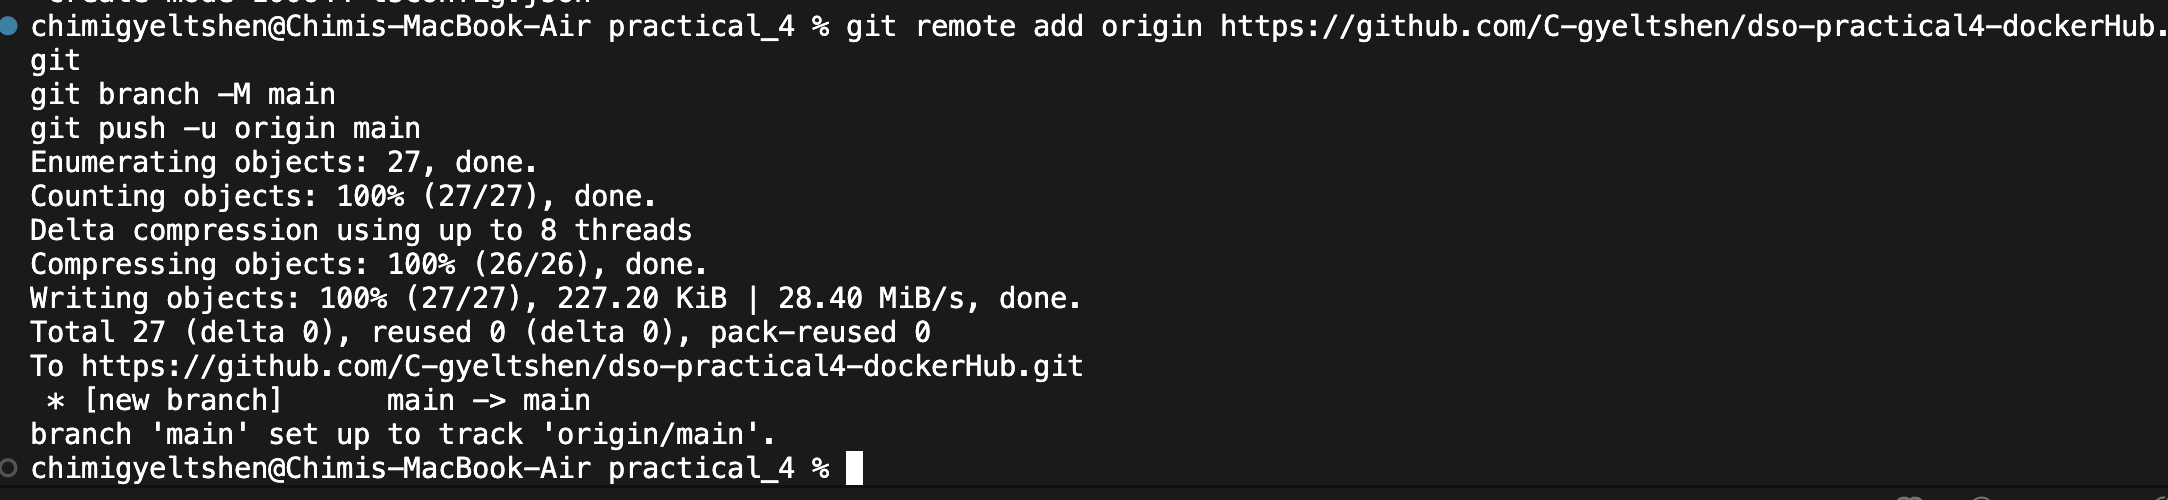 create mode 100644 tsconfig.json
chimigyeltshen@Chimis-MacBook-Air practical_4 % git remote add origin https://github.com/C-gyeltshen/dso-practical4-dockerHub.
git
git branch -M main
git push -u origin main
Enumerating objects: 27, done.
Counting objects: 100% (27/27), done.
Delta compression using up to 8 threads
Compressing objects: 100% (26/26), done.
Writing objects: 100% (27/27), 227.20 KiB | 28.40 MiB/s, done.
Total 27 (delta 0), reused 0 (delta 0), pack-reused 0
To https://github.com/C-gyeltshen/dso-practical4-dockerHub.git
 * [new branch]      main -> main
branch 'main' set up to track 'origin/main'.
chimigyeltshen@Chimis-MacBook-Air practical_4 %